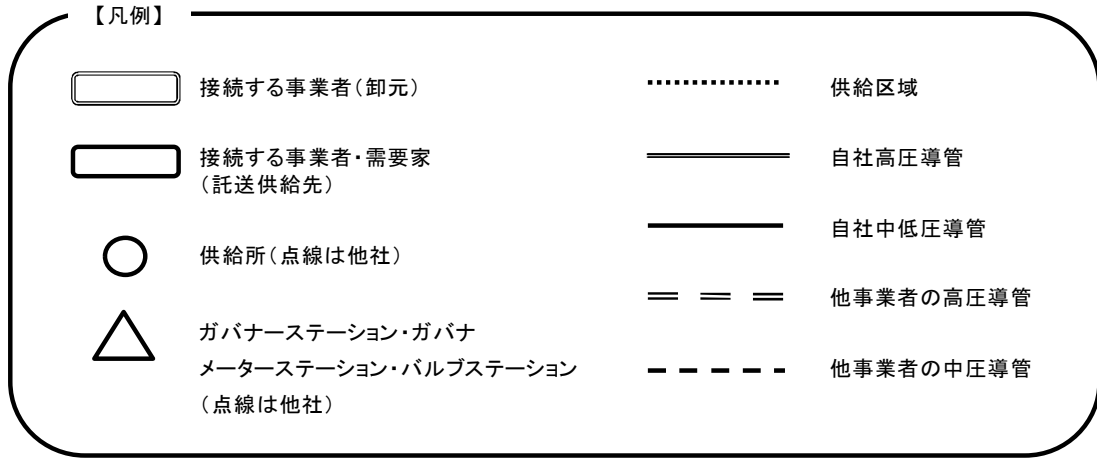 【凡例】
接続する事業者（卸元）
接続する事業者・需要家
（託送供給先）
供給所（点線は他社）
ガバナーステーション・ガバナ
メーターステーション・バルブステーション
（点線は他社）
供給区域
自社高圧導管
自社中低圧導管
他事業者の高圧導管
他事業者の中圧導管